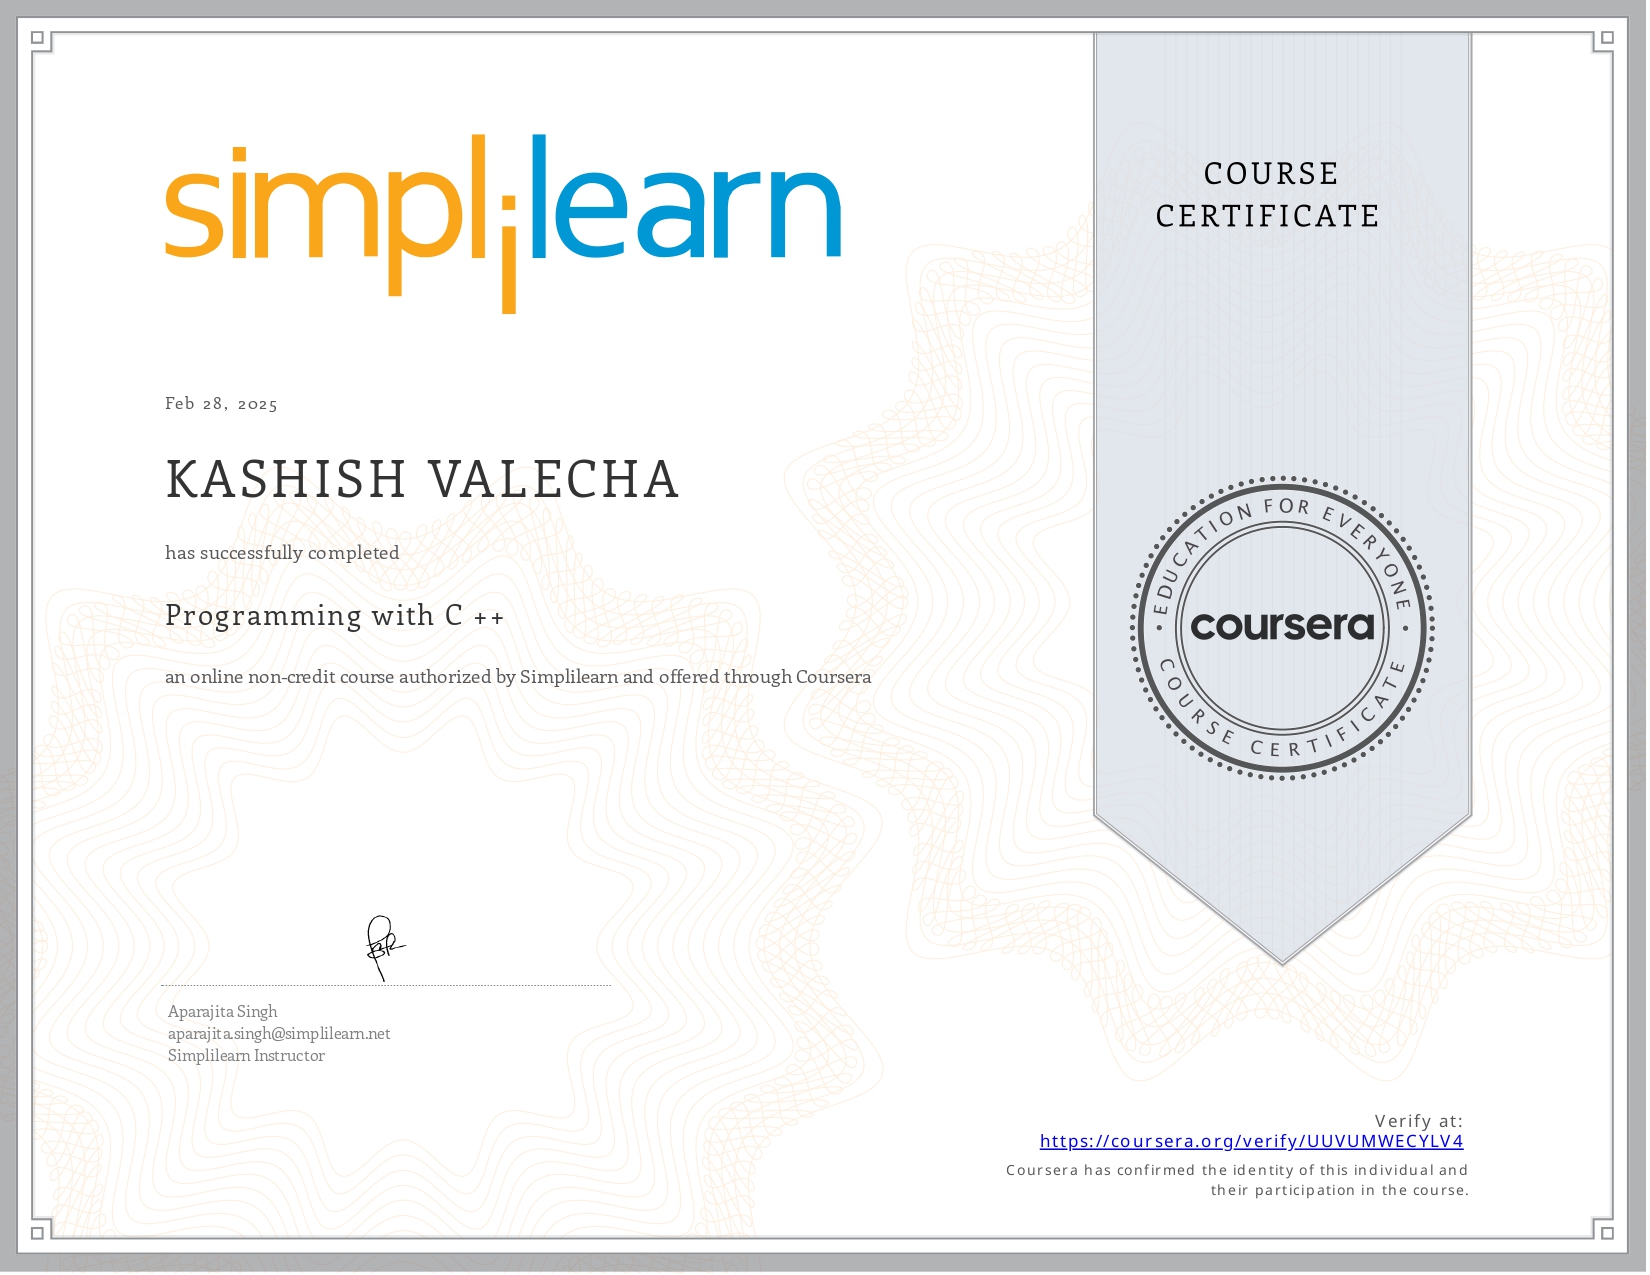 simplilearn
COURSE
CERTIFICATE
Feb 28, 2025
KASHISH VALECHA
has successfully completed
Programming with C ++
an online non-credit course authorized by Simplilearn and offered through Coursera
EDUCATION FOR EVERYONE
coursera
COURSE CERTIFICATE
Aparajita Singh
aparajita.singh@simplilearn.net
Simplilearn Instructor
Verify at:
https://coursera.org/verify/UUVUMWECYLV4
Coursera has confirmed the identity of this individual and
their participation in the course.